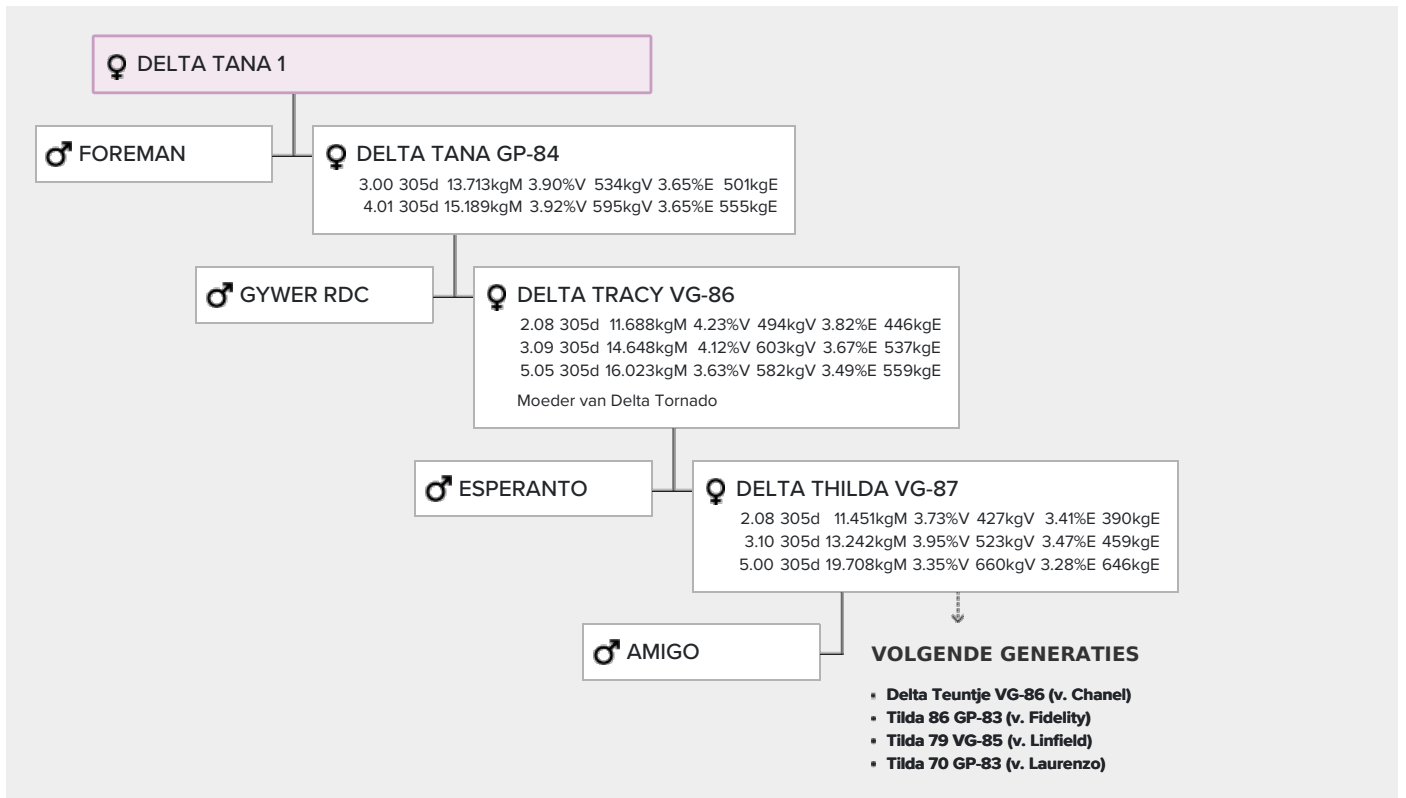 DELTA TANA 1
FOREMAN
DELTA TANA GP-84
3.00 305d 13.713kgM 3.90%V 534kgV 3.65%E 501kgE
4.01 305d 15.189kgM 3.92%V 595kgV 3.65%E 555kgE
GYWER RDC
DELTA TRACY VG-86
2.08 305d 11.688kgM 4.23%V 494kgV 3.82%E 446kgE
3.09 305d 14.648kgM 4.12%V 603kgV 3.67%E 537kgE
5.05 305d 16.023kgM 3.63%V 582kgV 3.49%E 559kgE
Moeder van Delta Tornado
ESPERANTO
DELTA THILDA VG-87
2.08 305d 11.451kgM 3.73%V 427kgV 3.41%E 390kgE
3.10 305d 13.242kgM 3.95%V 523kgV 3.47%E 459kgE
5.00 305d 19.708kgM 3.35%V 660kgV 3.28%E 646kgE
AMIGO
VOLGENDE GENERATIES
• Delta Teuntje VG-86 (v. Chanel)
• Tilda 86 GP-83 (v. Fidelity)
• Tilda 79 VG-85 (v. Linfield)
• Tilda 70 GP-83 (v. Laurenzo)